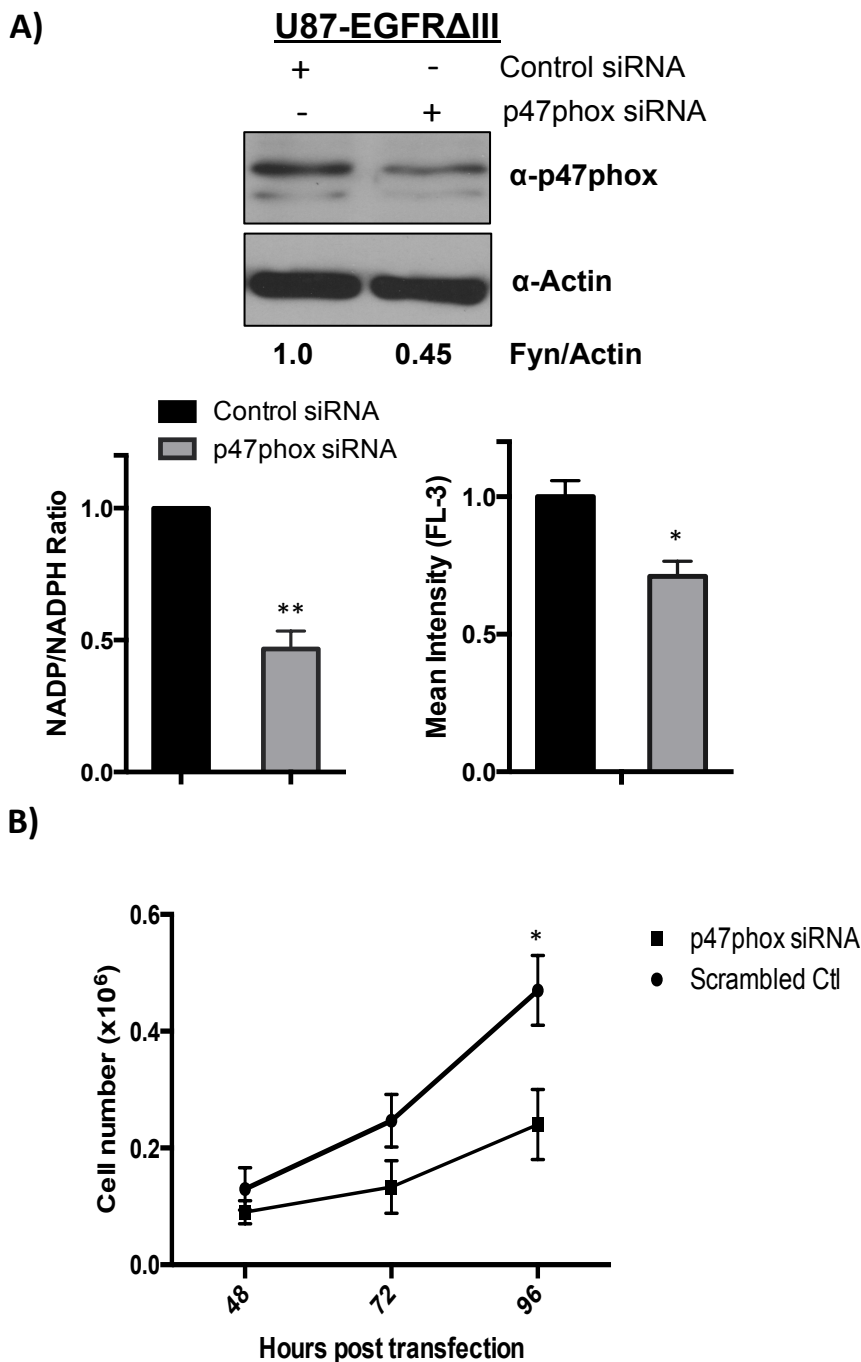 A)
U87-EGFRΔIII
+ - Control siRNA
- + p47phox siRNA
α-p47phox
α-Actin
1.0 0.45 Fyn/Actin
Control siRNA
p47phox siRNA
NADP/NADPH Ratio
1.0
0.5
0.0
**
Mean Intensity (FL-3)
1.0
0.5
0.0
*
B)
Cell number (x10⁶)
0.6
0.4
0.2
0.0
*
p47phox siRNA
Scrambled Ctl
48 72 96
Hours post transfection